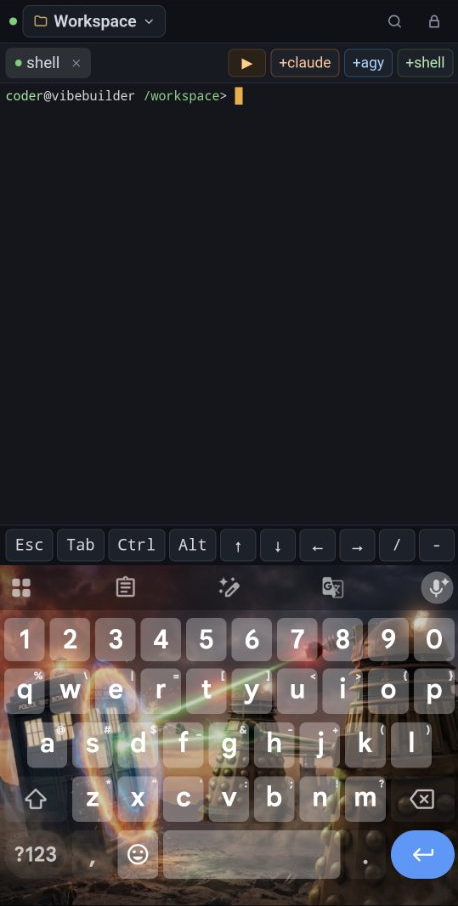 Workspace
shell × ▶ +claude +agy +shell
coder@vibebuilder /workspace>
Esc Tab Ctrl Alt ↑ ↓ ← → / -
1 2 3 4 5 6 7 8 9 0
q w e r t y u i o p
a s d f g h j k l
z x c v b n m
?123 , .